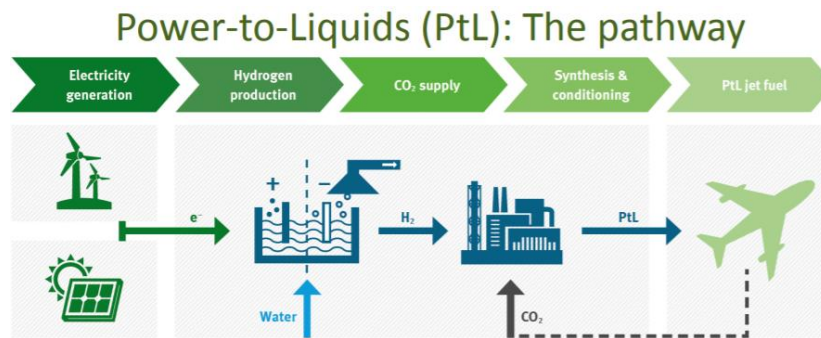 Power-to-Liquids (PtL): The pathway
Electricity
generation
Hydrogen
production
CO₂ supply
Synthesis &
conditioning
PtL jet fuel
+
−
e⁻
H₂
PtL
Water
CO₂